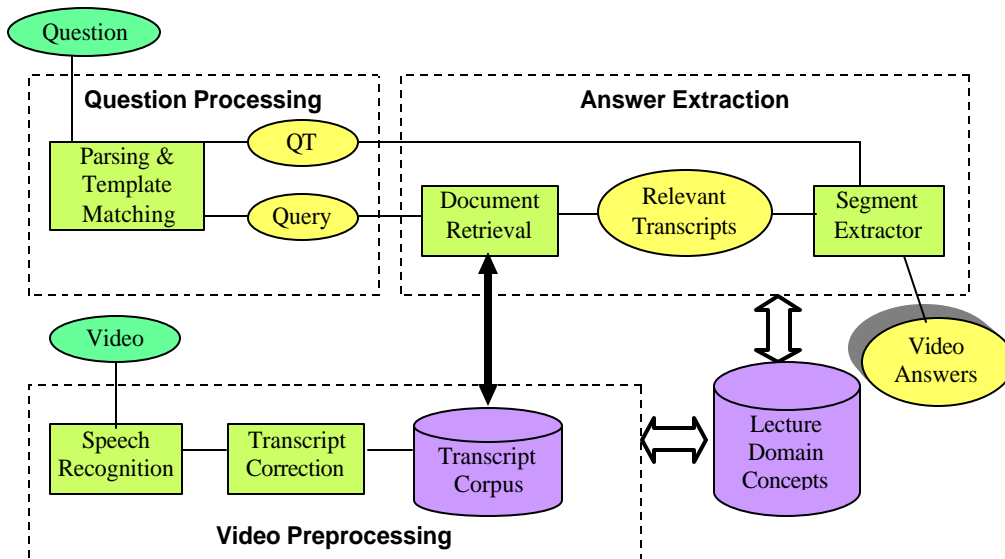 Question
Question Processing
Answer Extraction
Parsing &
Template
Matching
QT
Query
Document
Retrieval
Relevant
Transcripts
Segment
Extractor
Video
Video
Answers
Speech
Recognition
Transcript
Correction
Transcript
Corpus
Lecture
Domain
Concepts
Video Preprocessing